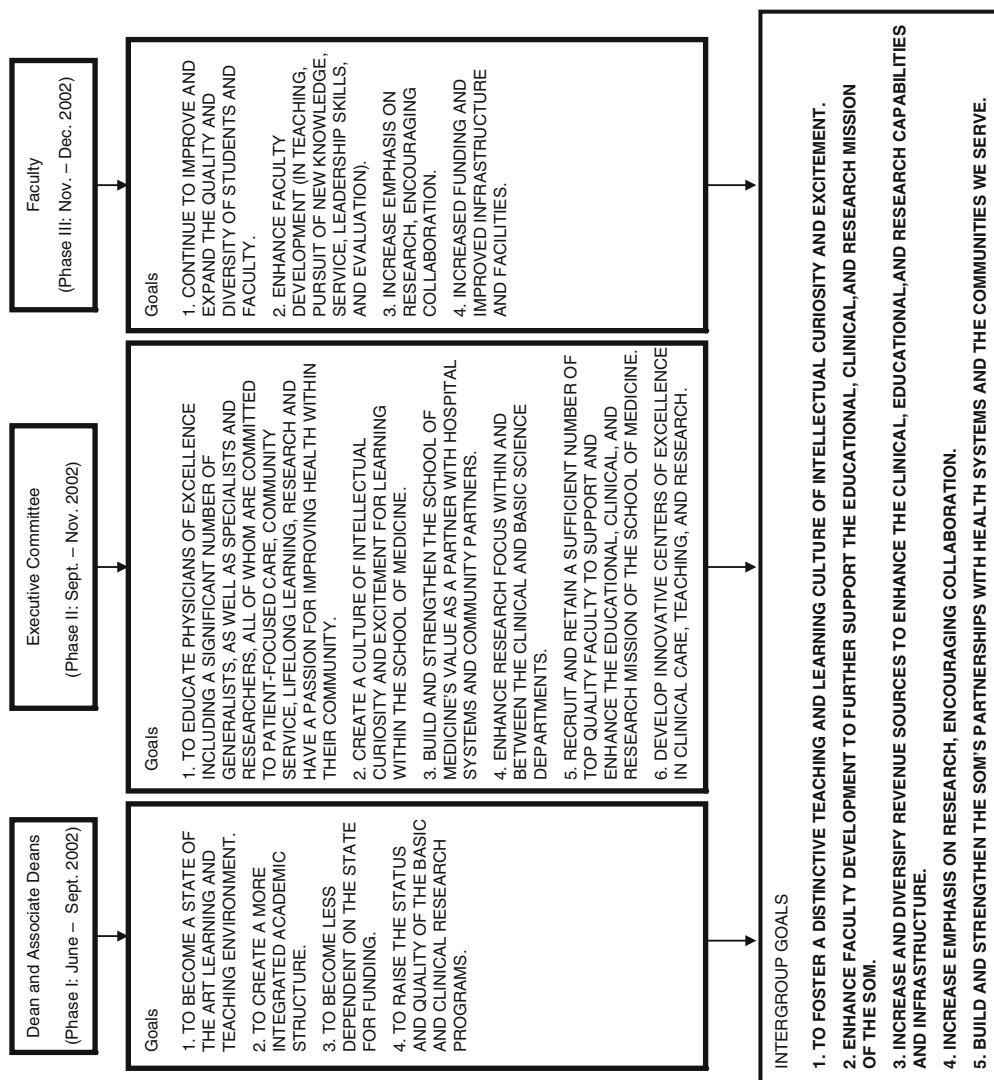 Dean and Associate Deans
(Phase I: June – Sept. 2002)
Goals
1. TO BECOME A STATE OF
THE ART LEARNING AND
TEACHING ENVIRONMENT.
2. TO CREATE A MORE
INTEGRATED ACADEMIC
STRUCTURE.
3. TO BECOME LESS
DEPENDENT ON THE STATE
FOR FUNDING.
4. TO RAISE THE STATUS
AND QUALITY OF THE BASIC
AND CLINICAL RESEARCH
PROGRAMS.
Executive Committee
(Phase II: Sept. – Nov. 2002)
Goals
1. TO EDUCATE PHYSICIANS OF EXCELLENCE
INCLUDING A SIGNIFICANT NUMBER OF
GENERALISTS, AS WELL AS SPECIALISTS AND
RESEARCHERS, ALL OF WHOM ARE COMMITTED
TO PATIENT-FOCUSED CARE, COMMUNITY
SERVICE, LIFELONG LEARNING, RESEARCH AND
HAVE A PASSION FOR IMPROVING HEALTH WITHIN
THEIR COMMUNITY.
2. CREATE A CULTURE OF INTELLECTUAL
CURIOSITY AND EXCITEMENT FOR LEARNING
WITHIN THE SCHOOL OF MEDICINE.
3. BUILD AND STRENGTHEN THE SCHOOL OF
MEDICINE'S VALUE AS A PARTNER WITH HOSPITAL
SYSTEMS AND COMMUNITY PARTNERS.
4. ENHANCE RESEARCH FOCUS WITHIN AND
BETWEEN THE CLINICAL AND BASIC SCIENCE
DEPARTMENTS.
5. RECRUIT AND RETAIN A SUFFICIENT NUMBER OF
TOP QUALITY FACULTY TO SUPPORT AND
ENHANCE THE EDUCATIONAL, CLINICAL, AND
RESEARCH MISSION OF THE SCHOOL OF MEDICINE.
6. DEVELOP INNOVATIVE CENTERS OF EXCELLENCE
IN CLINICAL CARE, TEACHING, AND RESEARCH.
Faculty
(Phase III: Nov. – Dec. 2002)
Goals
1. CONTINUE TO IMPROVE AND
EXPAND THE QUALITY AND
DIVERSITY OF STUDENTS AND
FACULTY.
2. ENHANCE FACULTY
DEVELOPMENT (IN TEACHING,
PURSUIT OF NEW KNOWLEDGE,
SERVICE, LEADERSHIP SKILLS,
AND EVALUATION).
3. INCREASE EMPHASIS ON
RESEARCH, ENCOURAGING
COLLABORATION.
4. INCREASED FUNDING AND
IMPROVED INFRASTRUCTURE
AND FACILITIES.
INTERGROUP GOALS
1. TO FOSTER A DISTINCTIVE TEACHING AND LEARNING CULTURE OF INTELLECTUAL CURIOSITY AND EXCITEMENT.
2. ENHANCE FACULTY DEVELOPMENT TO FURTHER SUPPORT THE EDUCATIONAL, CLINICAL,AND RESEARCH MISSION
OF THE SOM.
3. INCREASE AND DIVERSIFY REVENUE SOURCES TO ENHANCE THE CLINICAL, EDUCATIONAL,AND RESEARCH CAPABILITIES
AND INFRASTRUCTURE.
4. INCREASE EMPHASIS ON RESEARCH, ENCOURAGING COLLABORATION.
5. BUILD AND STRENGTHEN THE SOM'S PARTNERSHIPS WITH HEALTH SYSTEMS AND THE COMMUNITIES WE SERVE.